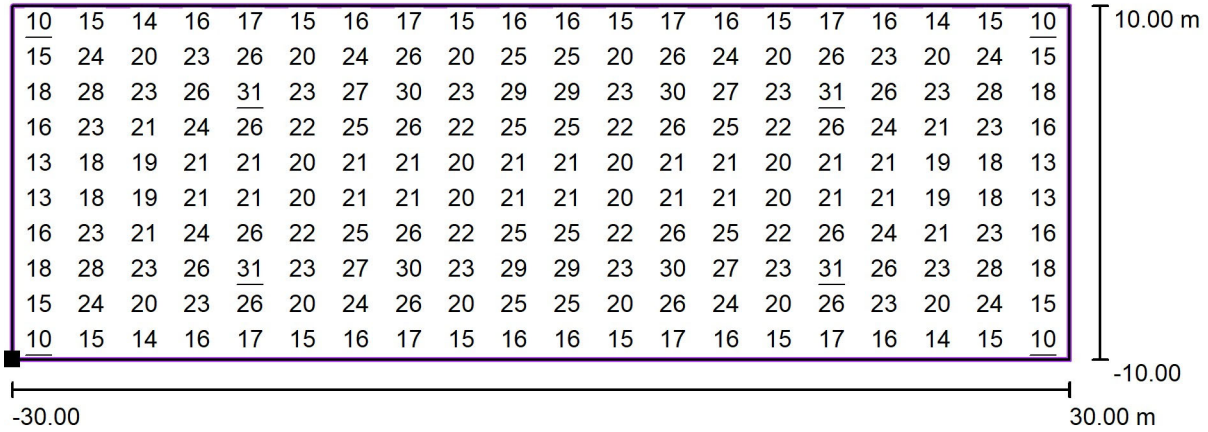 10 15 14 16 17 15 16 17 15 16 16 15 17 16 15 17 16 14 15 10 10.00 m
15 24 20 23 26 20 24 26 20 25 25 20 26 24 20 26 23 20 24 15
18 28 23 26 31 23 27 30 23 29 29 23 30 27 23 31 26 23 28 18
16 23 21 24 26 22 25 26 22 25 25 22 26 25 22 26 24 21 23 16
13 18 19 21 21 20 21 21 20 21 21 20 21 21 20 21 21 19 18 13
13 18 19 21 21 20 21 21 20 21 21 20 21 21 20 21 21 19 18 13
16 23 21 24 26 22 25 26 22 25 25 22 26 25 22 26 24 21 23 16
18 28 23 26 31 23 27 30 23 29 29 23 30 27 23 31 26 23 28 18
15 24 20 23 26 20 24 26 20 25 25 20 26 24 20 26 23 20 24 15
10 15 14 16 17 15 16 17 15 16 16 15 17 16 15 17 16 14 15 10
-10.00
-30.00 30.00 m